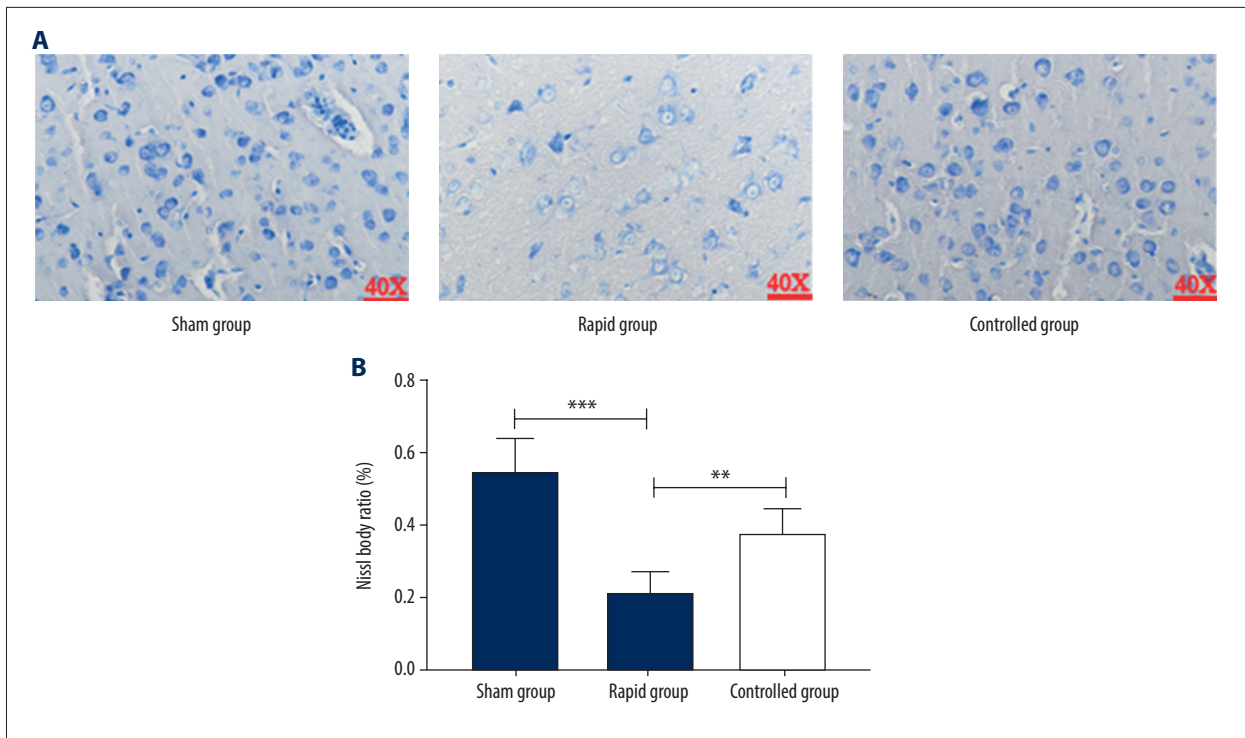 A
40X
40X
40X
Sham group
Rapid group
Controlled group
B
Nissl body ratio (%)
0.8
0.6
0.4
0.2
0.0
***
**
Sham group
Rapid group
Controlled group